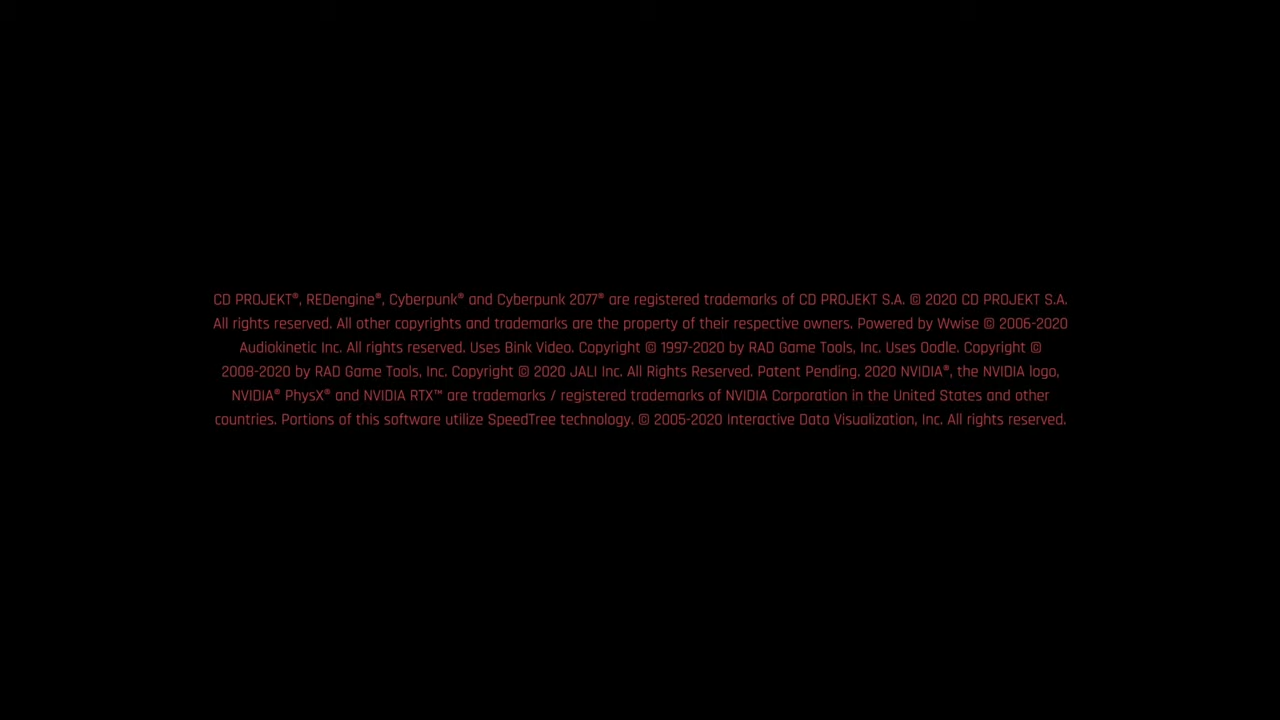 CD PROJEKT®, REDengine®, Cyberpunk® and Cyberpunk 2077® are registered trademarks of CD PROJEKT S.A. © 2020 CD PROJEKT S.A.
All rights reserved. All other copyrights and trademarks are the property of their respective owners. Powered by Wwise © 2006-2020
Audiokinetic Inc. All rights reserved. Uses Bink Video. Copyright © 1997-2020 by RAD Game Tools, Inc. Uses Oodle. Copyright ©
2008-2020 by RAD Game Tools, Inc. Copyright © 2020 JALI Inc. All Rights Reserved. Patent Pending. 2020 NVIDIA®, the NVIDIA logo,
NVIDIA® PhysX® and NVIDIA RTX™ are trademarks / registered trademarks of NVIDIA Corporation in the United States and other
countries. Portions of this software utilize SpeedTree technology. © 2005-2020 Interactive Data Visualization, Inc. All rights reserved.